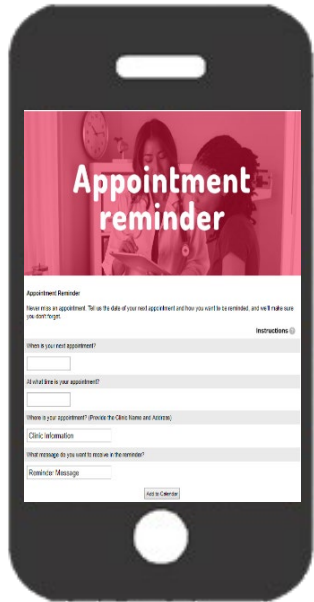 Appointment
reminder
Appointment Reminder
Never miss an appointment. Tell us the date of your next appointment and how you want to be reminded, and we'll make sure
you don't forget.
Instructions
When is your next appointment?
At what time is your appointment?
Where is your appointment? (Provide the Clinic Name and Address)
Clinic Information
What message do you want to receive in the reminder?
Reminder Message
Add to Calendar